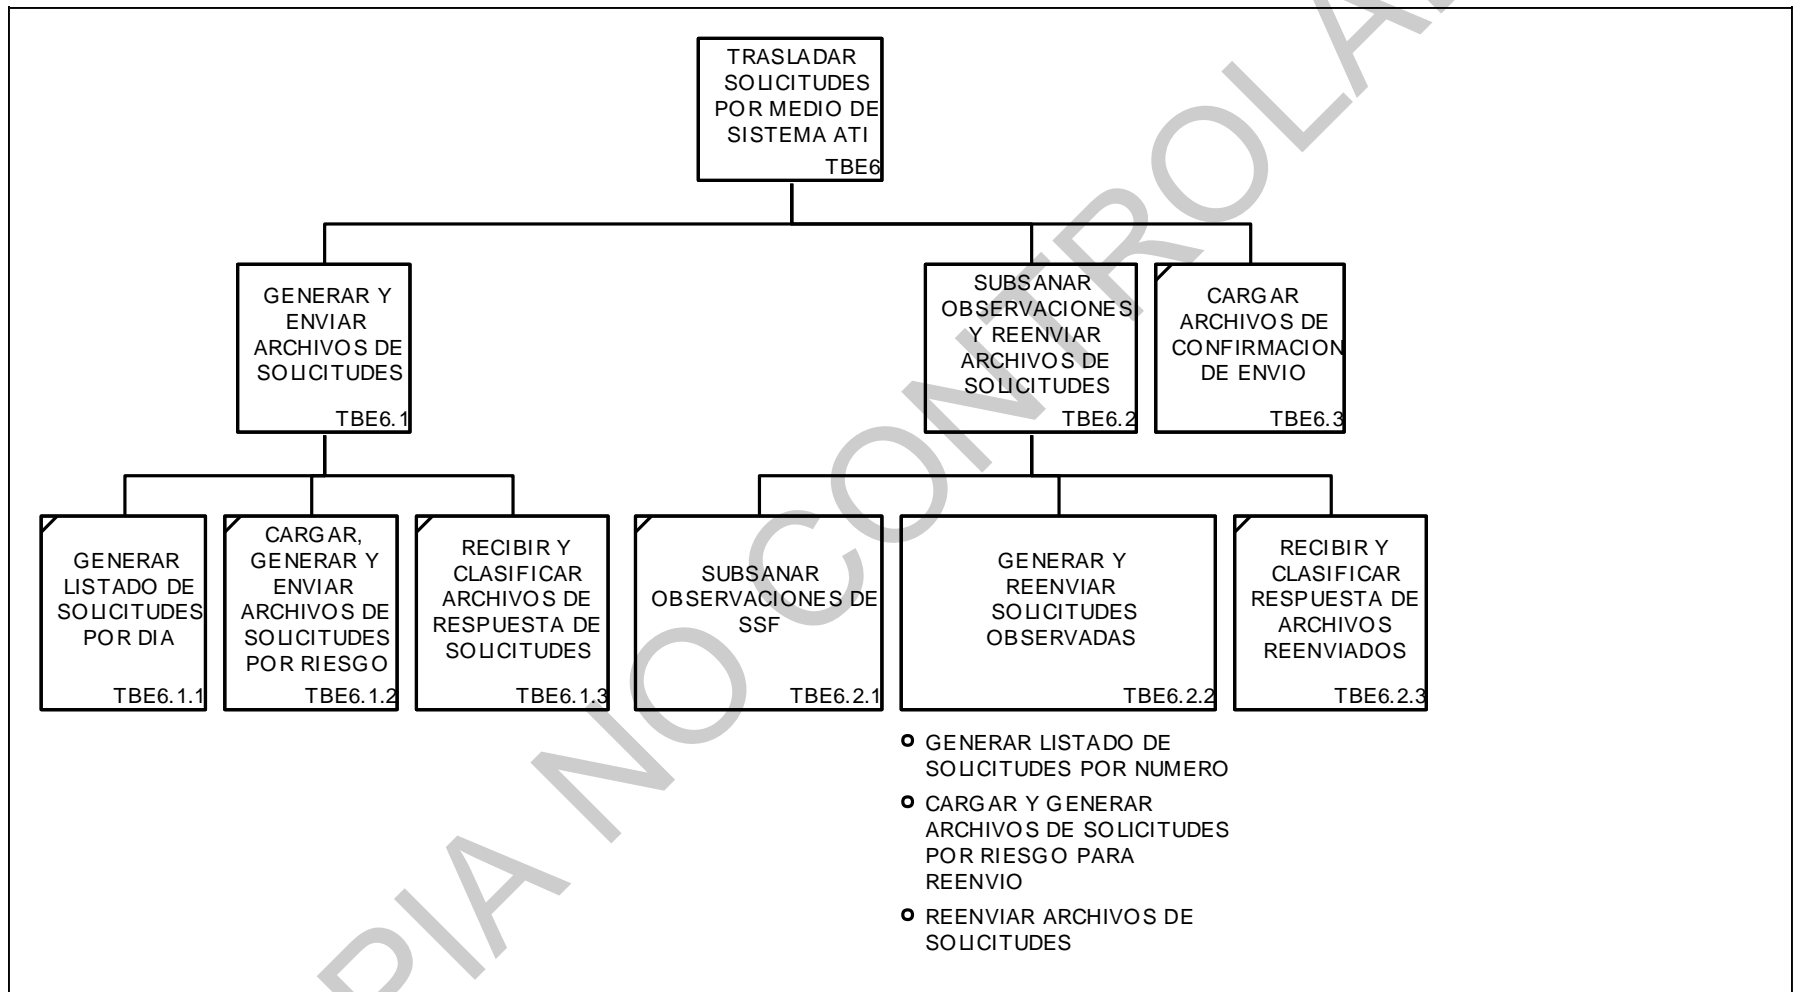 TRASLADAR
SOLICITUDES
POR MEDIO DE
SISTEMA ATI
TBE6
GENERAR Y
ENVIAR
ARCHIVOS DE
SOLICITUDES
TBE6.1
SUBSANAR
OBSERVACIONES
Y REENVIAR
ARCHIVOS DE
SOLICITUDES
TBE6.2
CARGAR
ARCHIVOS DE
CONFIRMACION
DE ENVIO
TBE6.3
GENERAR
LISTADO DE
SOLICITUDES
POR DIA
TBE6.1.1
CARGAR,
GENERAR Y
ENVIAR
ARCHIVOS DE
SOLICITUDES
POR RIESGO
TBE6.1.2
RECIBIR Y
CLASIFICAR
ARCHIVOS DE
RESPUESTA DE
SOLICITUDES
TBE6.1.3
SUBSANAR
OBSERVACIONES DE
SSF
TBE6.2.1
GENERAR Y
REENVIAR
SOLICITUDES
OBSERVADAS
TBE6.2.2
RECIBIR Y
CLASIFICAR
RESPUESTA DE
ARCHIVOS
REENVIADOS
TBE6.2.3
GENERAR LISTADO DE
SOLICITUDES POR NUMERO
CARGAR Y GENERAR
ARCHIVOS DE SOLICITUDES
POR RIESGO PARA
REENVIO
REENVIAR ARCHIVOS DE
SOLICITUDES
PIA NO CONTROLA